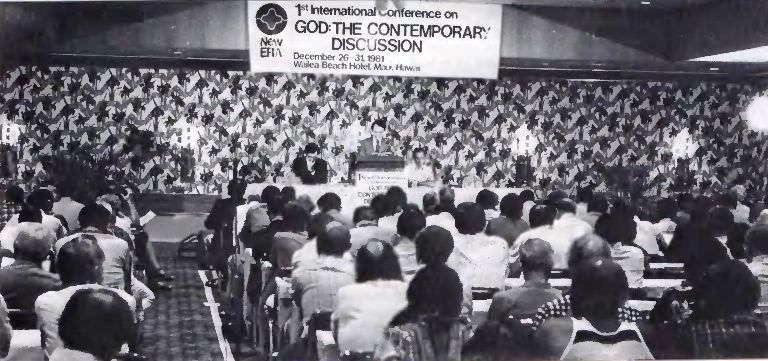 1st International Conference on
GOD: THE CONTEMPORARY
DISCUSSION
NEW
ERA
December 26-31, 1981
Wailea Beach Hotel, Maui, Hawaii